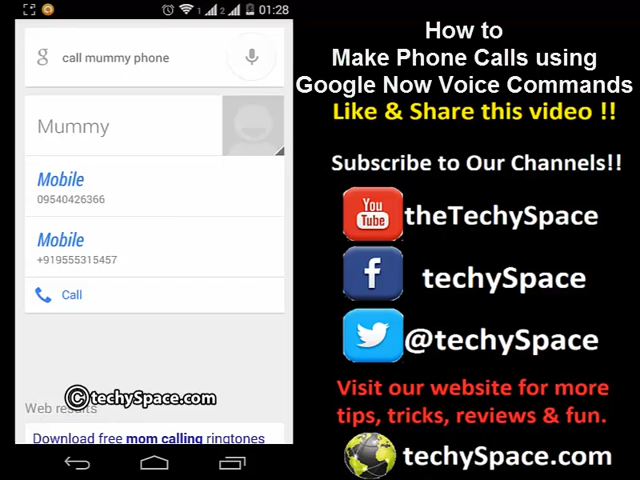 1 2 01:28
g call mummy phone
Mummy
Mobile
09540426366
Mobile
+919555315457
Call
©techySpace.com
Web results
Download free mom calling ringtones
How to
Make Phone Calls using
Google Now Voice Commands
Like & Share this video !!
Subscribe to Our Channels!!
You
Tube theTechySpace
f techySpace
@techySpace
Visit our website for more
tips, tricks, reviews & fun.
techySpace.com